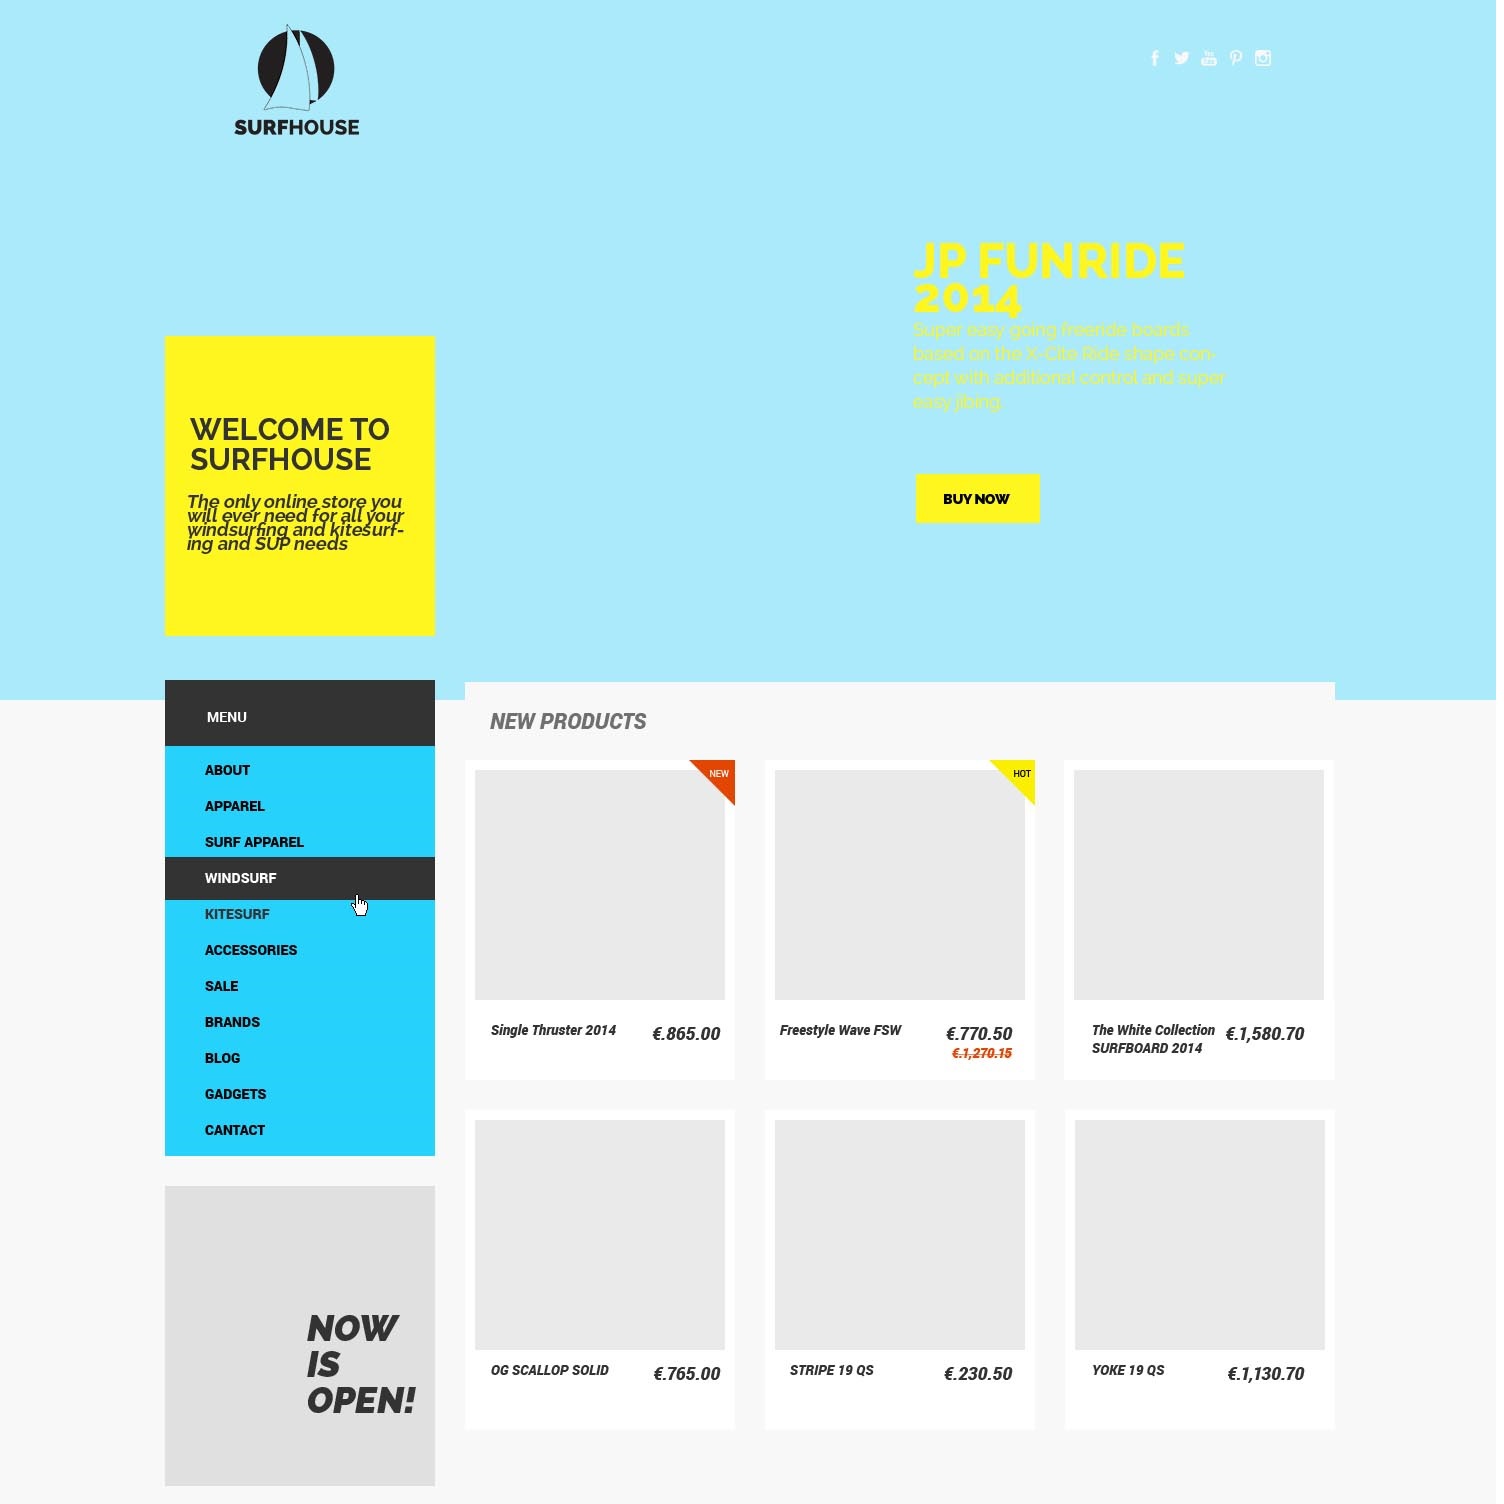 SURFHOUSE
JP FUNRIDE
2014
Super easy going freeride boards
based on the X-Cite Ride shape con-
cept with additional control and super
easy jibing.
BUY NOW
WELCOME TO
SURFHOUSE
The only online store you
will ever need for all your
windsurfing and kitesurf-
ing and SUP needs
MENU
ABOUT
APPAREL
SURF APPAREL
WINDSURF
KITESURF
ACCESSORIES
SALE
BRANDS
BLOG
GADGETS
CANTACT
NOW
IS
OPEN!
NEW PRODUCTS
NEW
Single Thruster 2014 €.865.00
HOT
Freestyle Wave FSW €.770.50
€.1,270.15
The White Collection €.1,580.70
SURFBOARD 2014
OG SCALLOP SOLID €.765.00
STRIPE 19 QS €.230.50
YOKE 19 QS €.1,130.70